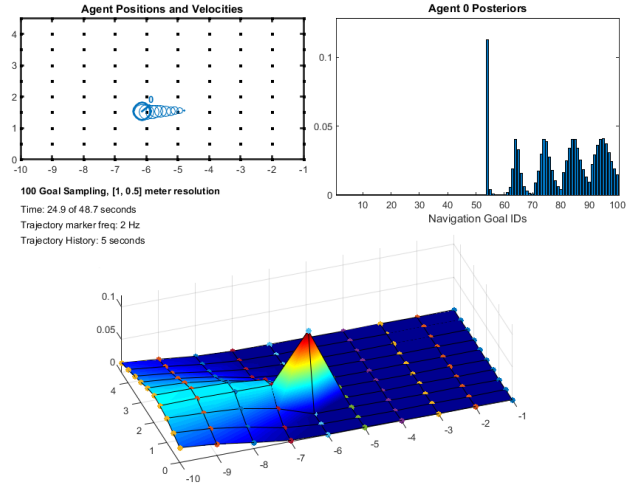 Agent Positions and Velocities
4
3
2
1
0
0
-10 -9 -8 -7 -6 -5 -4 -3 -2 -1
Agent 0 Posteriors
0.1
0.05
0
10 20 30 40 50 60 70 80 90 100
Navigation Goal IDs
100 Goal Sampling, [1, 0.5] meter resolution
Time: 24.9 of 48.7 seconds
Trajectory marker freq: 2 Hz
Trajectory History: 5 seconds
0.1
0.05
0
4
3
2
1
0
-10 -9 -8 -7 -6 -5 -4 -3 -2 -1